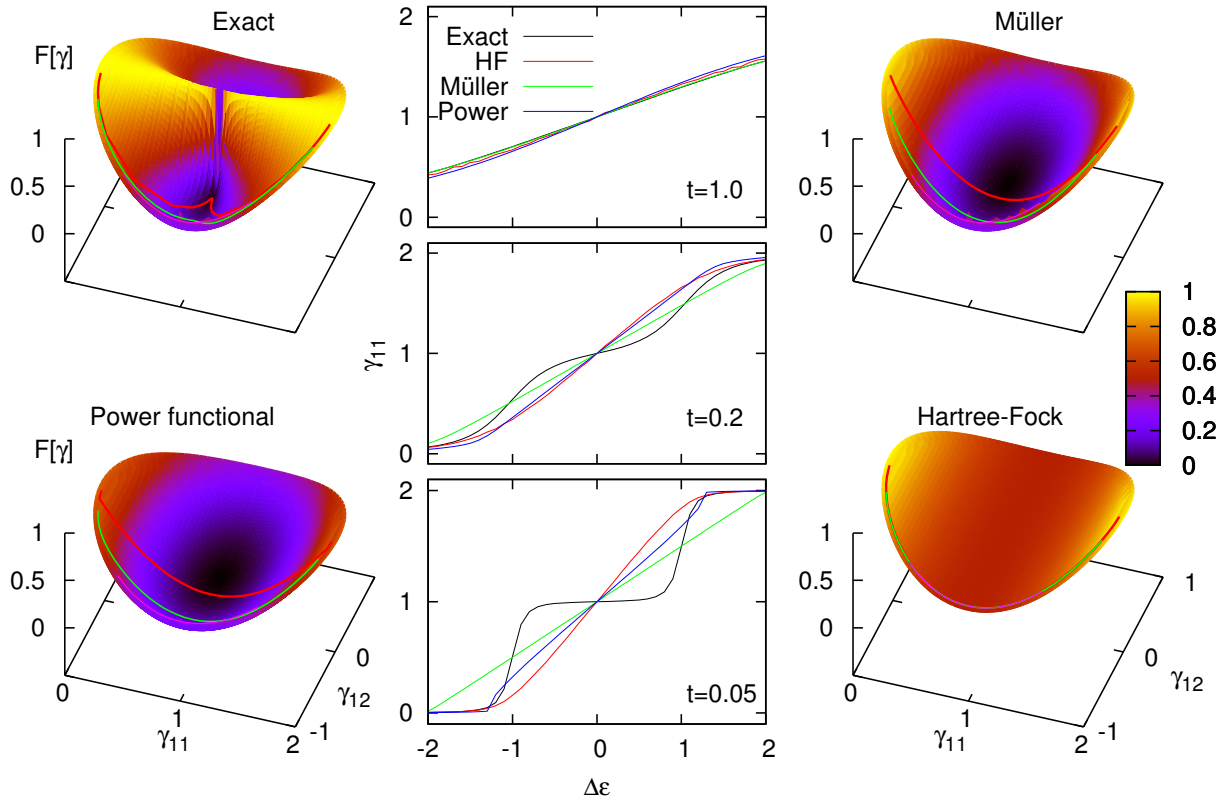 Exact
F[γ]
1
0.5
0
2
1
0
Exact
HF
Müller
Power
t=1.0
Müller
1
0.5
0
2
1
0
γ11
t=0.2
1
0.8
0.6
0.4
0.2
0
Power functional
F[γ]
1
0.5
0
0
1
2
γ11
-1
0
γ12
2
1
0
t=0.05
-2
-1
0
1
2
Δε
Hartree-Fock
1
0.5
0
0
1
2
γ11
-1
0
1
γ12